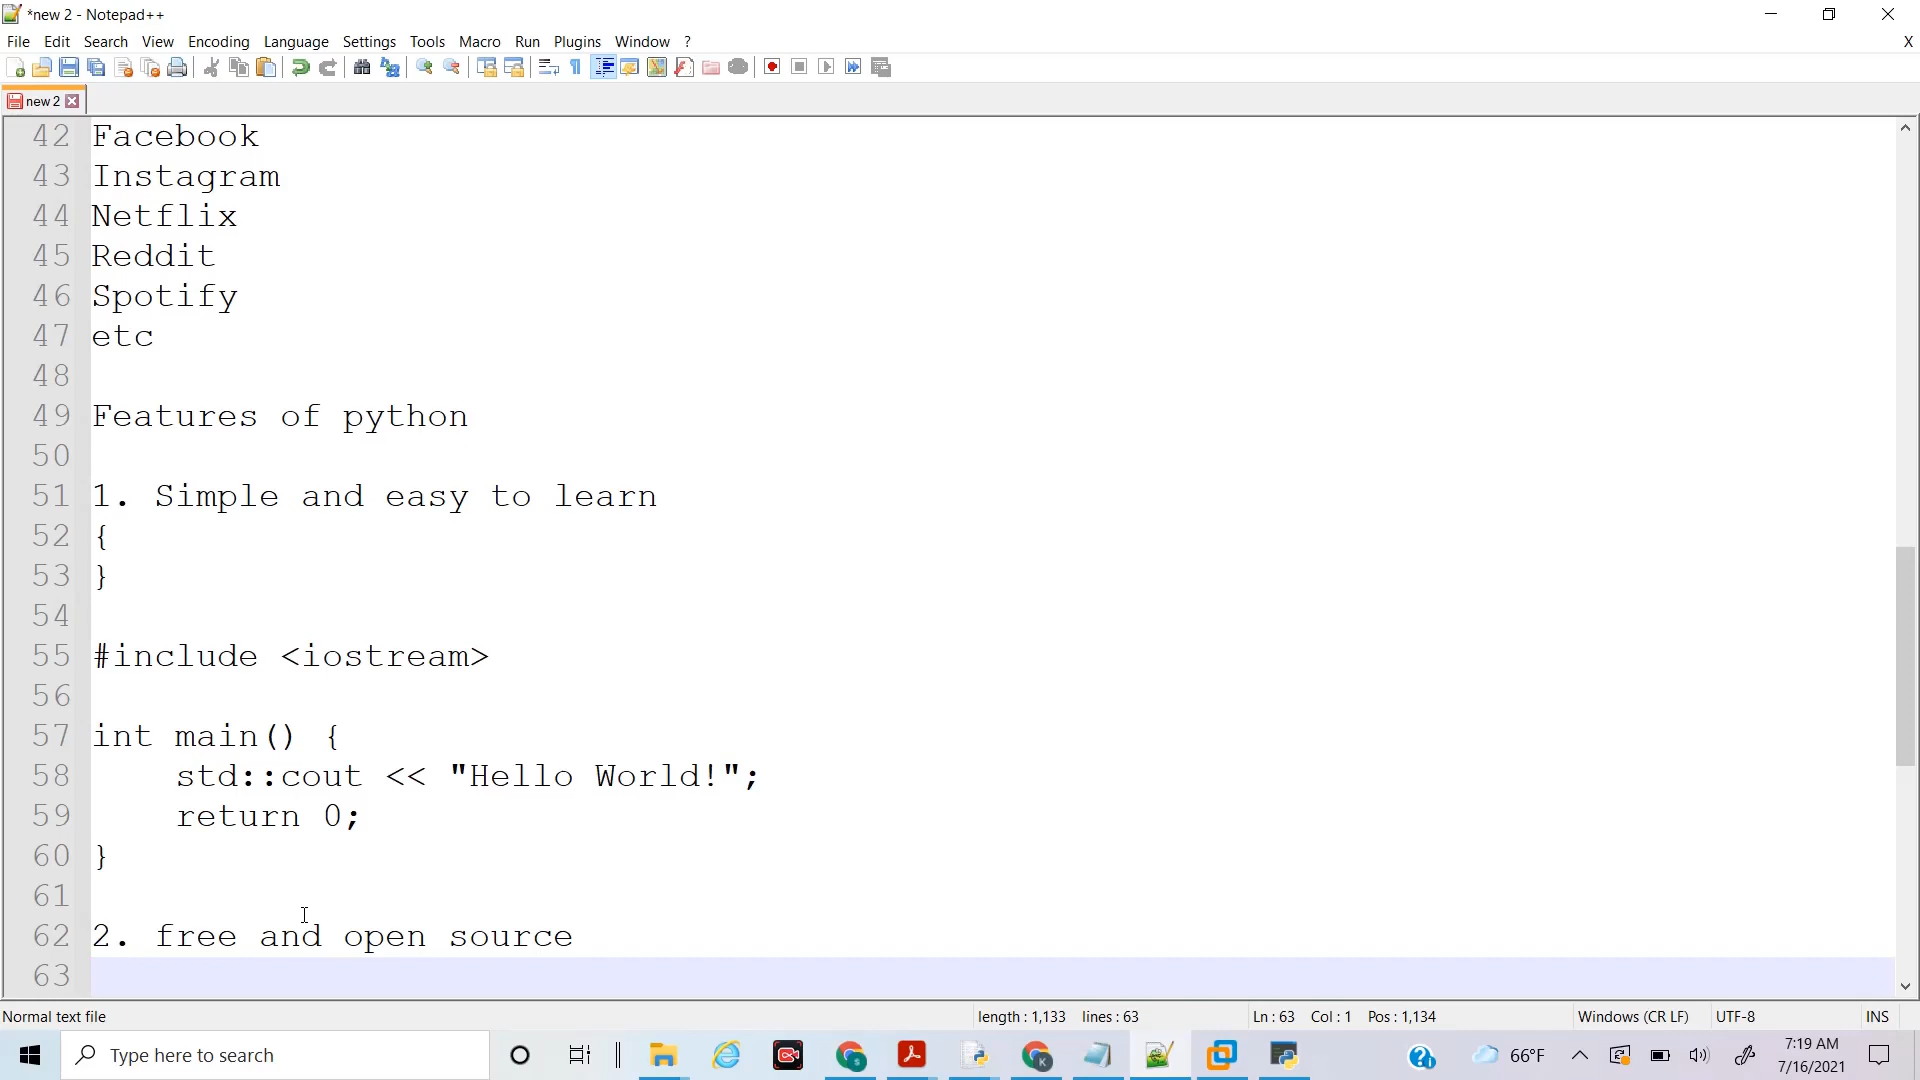 *new 2 - Notepad++
File Edit Search View Encoding Language Settings Tools Macro Run Plugins Window ? X
new 2
42 Facebook
43 Instagram
44 Netflix
45 Reddit
46 Spotify
47 etc
48
49 Features of python
50
51 1. Simple and easy to learn
52 {
53 }
54
55 #include <iostream>
56
57 int main() {
58 std::cout << "Hello World!";
59 return 0;
60 }
61
62 2. free and open source
63
Normal text file length : 1,133 lines : 63 Ln : 63 Col : 1 Pos : 1,134 Windows (CR LF) UTF-8 INS
Type here to search 66°F 7:19 AM
7/16/2021